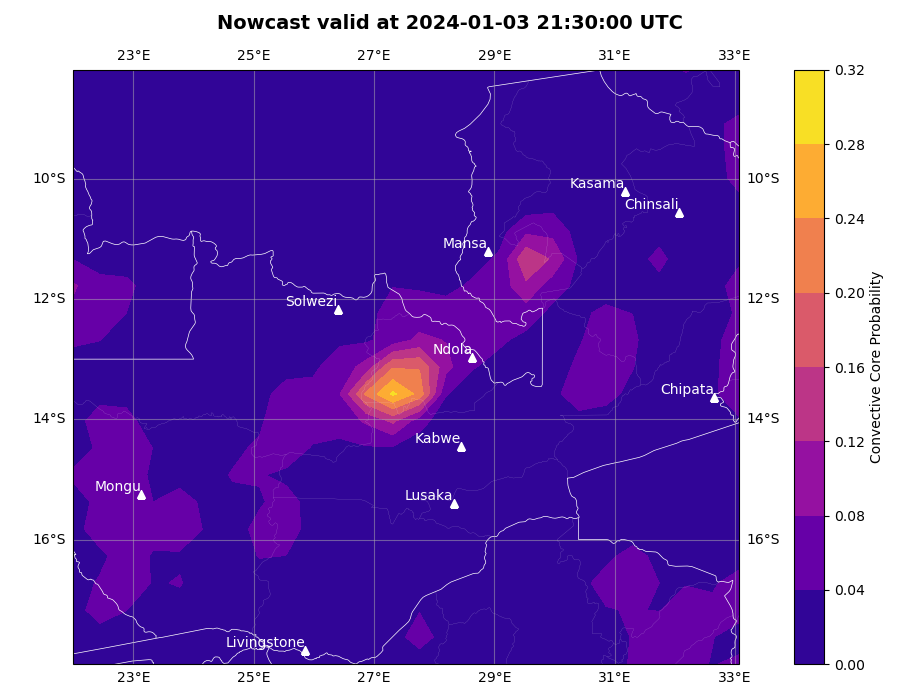 Nowcast valid at 2024-01-03 21:30:00 UTC
23°E 25°E 27°E 29°E 31°E 33°E
0.32
0.28
0.24
0.20
0.16
0.12
0.08
0.04
0.00
Convective Core Probability
10°S 10°S
12°S 12°S
14°S 14°S
16°S 16°S
Kasama
Chinsali
Mansa
Solwezi
Ndola
Chipata
Kabwe
Mongu
Lusaka
Livingstone
23°E 25°E 27°E 29°E 31°E 33°E